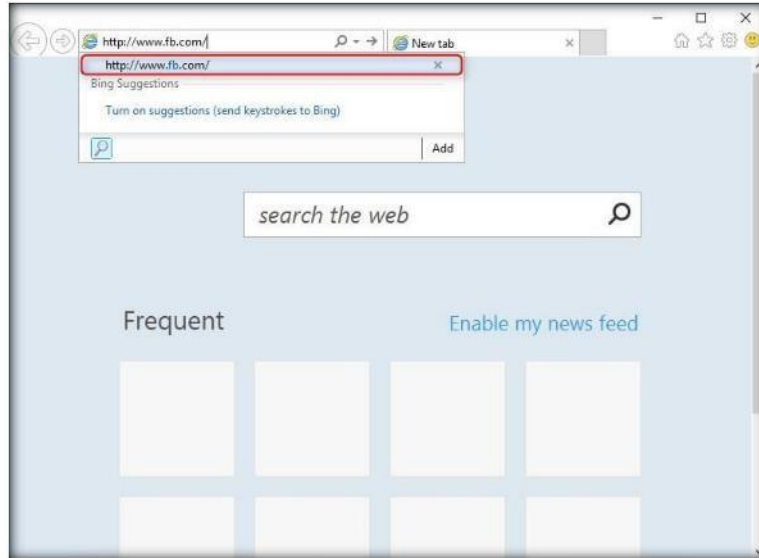 http://www.fb.com/
New tab
http://www.fb.com/
Bing Suggestions
Turn on suggestions (send keystrokes to Bing)
Add
search the web
Frequent
Enable my news feed